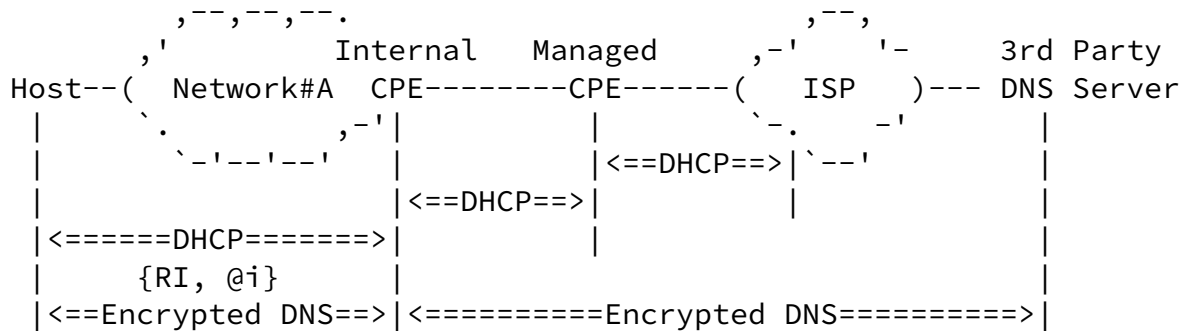 ,--,--,--.                             ,--,
      ,'         Internal   Managed     ,-'    '-     3rd Party
Host--(  Network#A  CPE--------CPE------(   ISP   )--- DNS Server
 |     `.         ,-'|          |       `-.    -'         |
 |       `-'--'--'   |          |<==DHCP==>|`--'          |
 |                   |<==DHCP==>|          |              |
 |<======DHCP=======>|          |                         |
 |     {RI, @i}      |                                    |
 |<==Encrypted DNS==>|<==========Encrypted DNS==========>|